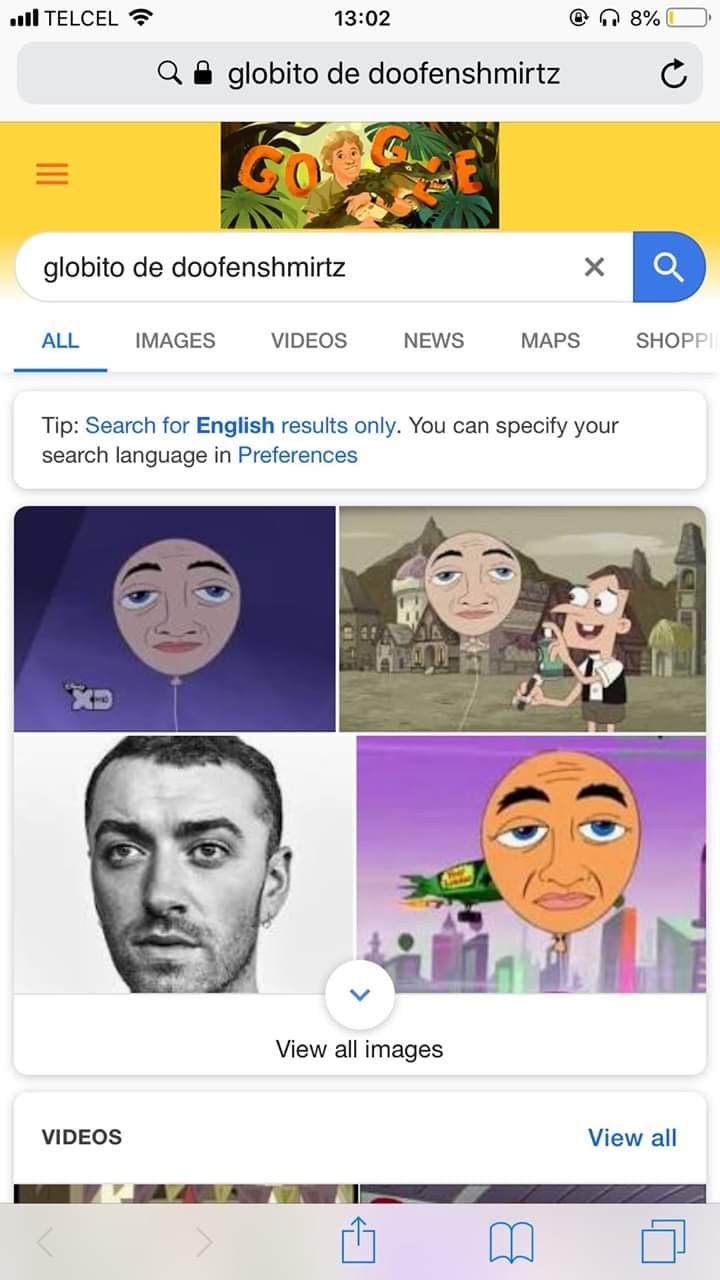 TELCEL 13:02 8%
globito de doofenshmirtz
GOOGLE
globito de doofenshmirtz
ALL IMAGES VIDEOS NEWS MAPS SHOPPI
Tip: Search for English results only. You can specify your
search language in Preferences
Disney XD
View all images
VIDEOS View all